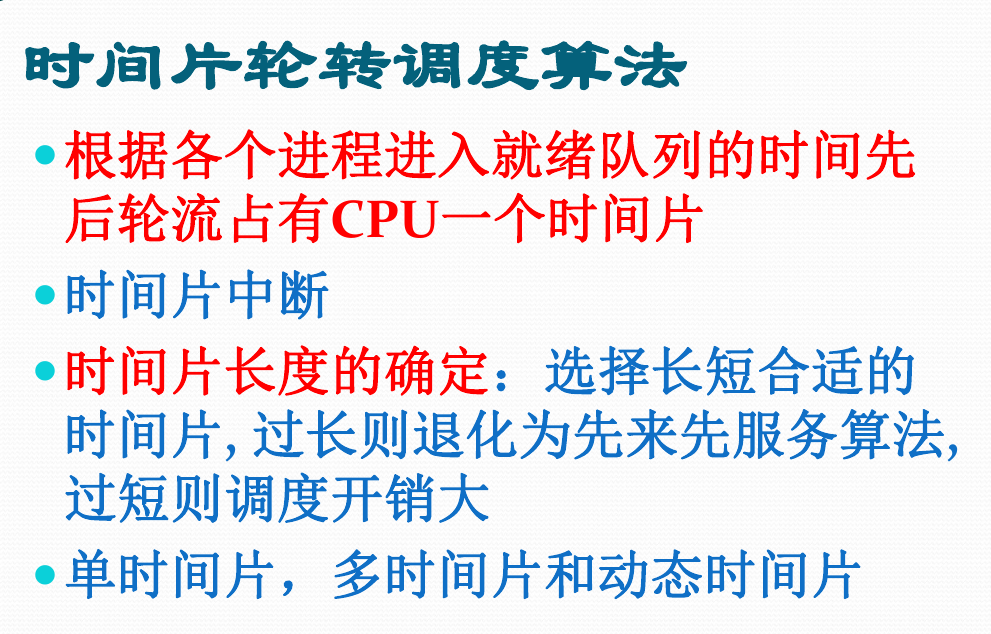 时间片轮转调度算法
•根据各个进程进入就绪队列的时间先
后轮流占有CPU一个时间片
•时间片中断
•时间片长度的确定：选择长短合适的
时间片,过长则退化为先来先服务算法,
过短则调度开销大
•单时间片，多时间片和动态时间片